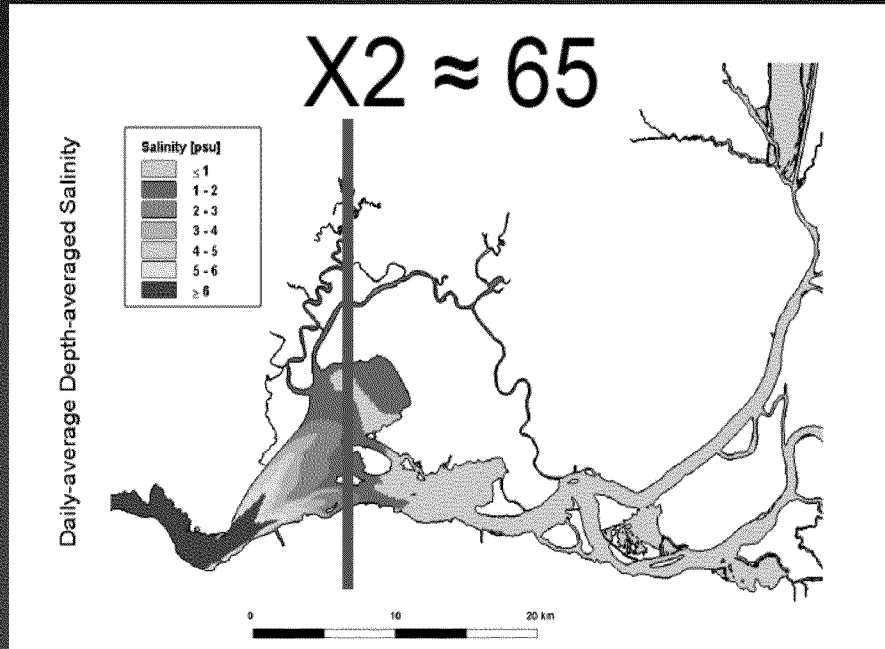 X2 ≈ 65
Daily-average Depth-averaged Salinity
Salinity [psu]
≤ 1
1 - 2
2 - 3
3 - 4
4 - 5
5 - 6
≥ 6
0 10 20 km